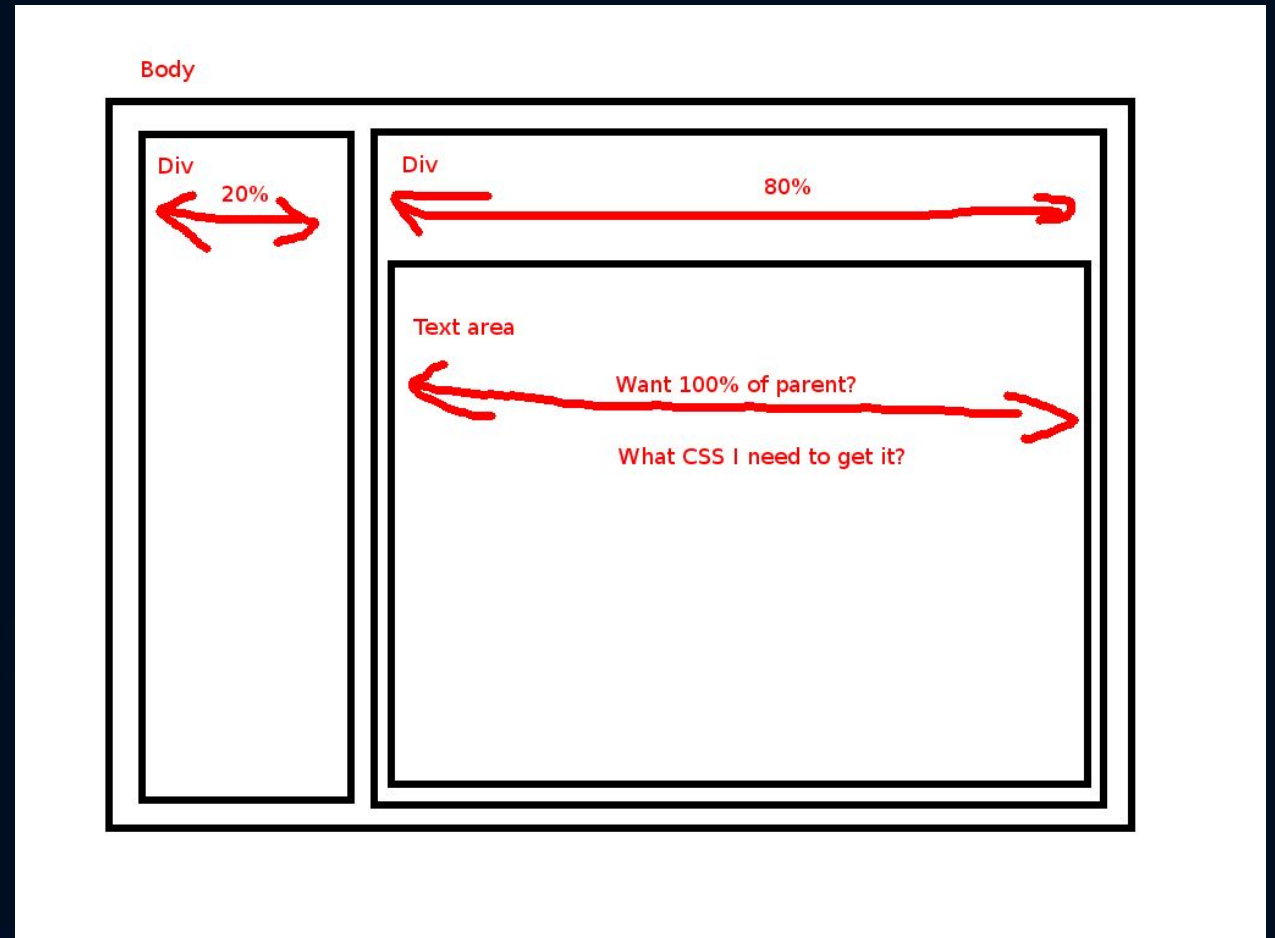 Body
Div
20%
Div
80%
Text area
Want 100% of parent?
What CSS I need to get it?